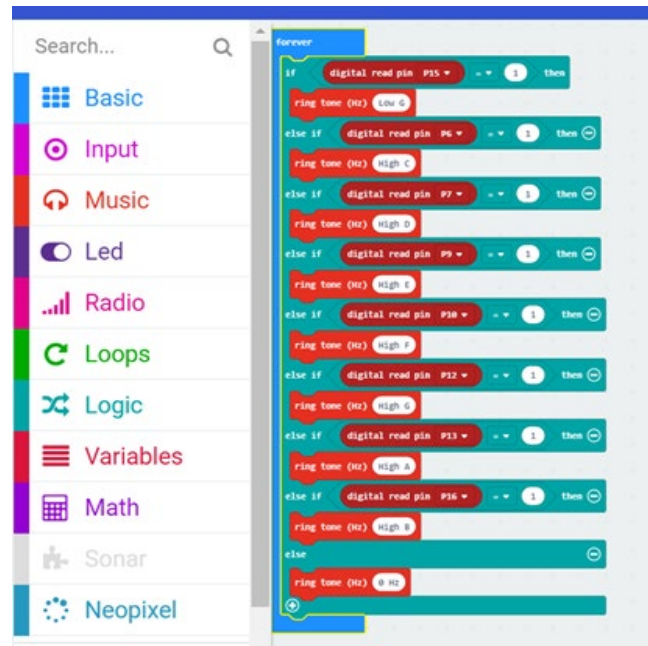 Search...
Basic
Input
Music
Led
Radio
Loops
Logic
Variables
Math
Sonar
Neopixel
forever
if digital read pin P15 = 1 then
ring tone (Hz) Low G
else if digital read pin P6 = 1 then
ring tone (Hz) High C
else if digital read pin P7 = 1 then
ring tone (Hz) High D
else if digital read pin P9 = 1 then
ring tone (Hz) High E
else if digital read pin P10 = 1 then
ring tone (Hz) High F
else if digital read pin P12 = 1 then
ring tone (Hz) High G
else if digital read pin P13 = 1 then
ring tone (Hz) High A
else if digital read pin P16 = 1 then
ring tone (Hz) High B
else
ring tone (Hz) 0 Hz